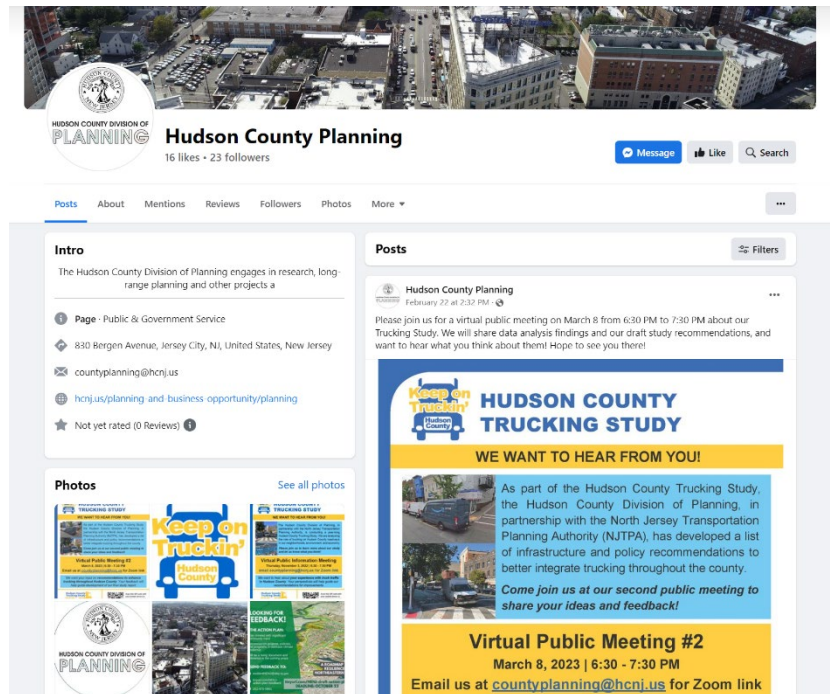 HUDSON COUNTY
NEW JERSEY
HUDSON COUNTY DIVISION OF
PLANNING
Hudson County Planning
16 likes • 23 followers
Message
Like
Search
Posts
About
Mentions
Reviews
Followers
Photos
More
Intro
The Hudson County Division of Planning engages in research, long-
range planning and other projects a
Page · Public & Government Service
830 Bergen Avenue, Jersey City, NJ, United States, New Jersey
countyplanning@hcnj.us
hcnj.us/planning-and-business-opportunity/planning
Not yet rated (0 Reviews)
Photos
See all photos
TRUCKING STUDY
Virtual Public Meeting #2
Keep on
Truckin'
Hudson
County
TRUCKING STUDY
Virtual Public Information Meeting
HUDSON COUNTY DIVISION OF
PLANNING
LOOKING FOR
FEEDBACK!
Posts
Filters
Hudson County Planning
February 22 at 2:32 PM
Please join us for a virtual public meeting on March 8 from 6:30 PM to 7:30 PM about our
Trucking Study. We will share data analysis findings and our draft study recommendations, and
want to hear what you think about them! Hope to see you there!
Keep on
Truckin'
Hudson
County
HUDSON COUNTY
TRUCKING STUDY
WE WANT TO HEAR FROM YOU!
As part of the Hudson County Trucking Study,
the Hudson County Division of Planning, in
partnership with the North Jersey Transportation
Planning Authority (NJTPA), has developed a list
of infrastructure and policy recommendations to
better integrate trucking throughout the county.
Come join us at our second public meeting to
share your ideas and feedback!
Virtual Public Meeting #2
March 8, 2023 | 6:30 - 7:30 PM
Email us at countyplanning@hcnj.us for Zoom link